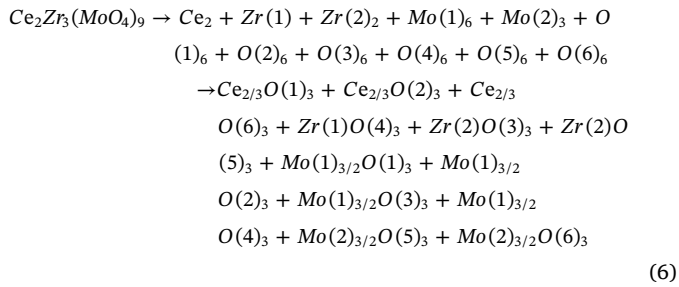 Ce₂Zr₃(MoO₄)₉ → Ce₂ + Zr(1) + Zr(2)₂ + Mo(1)₆ + Mo(2)₃ + O
(1)₆ + O(2)₆ + O(3)₆ + O(4)₆ + O(5)₆ + O(6)₆
→Ce₂/₃O(1)₃ + Ce₂/₃O(2)₃ + Ce₂/₃
O(6)₃ + Zr(1)O(4)₃ + Zr(2)O(3)₃ + Zr(2)O
(5)₃ + Mo(1)₃/₂O(1)₃ + Mo(1)₃/₂
O(2)₃ + Mo(1)₃/₂O(3)₃ + Mo(1)₃/₂
O(4)₃ + Mo(2)₃/₂O(5)₃ + Mo(2)₃/₂O(6)₃
(6)